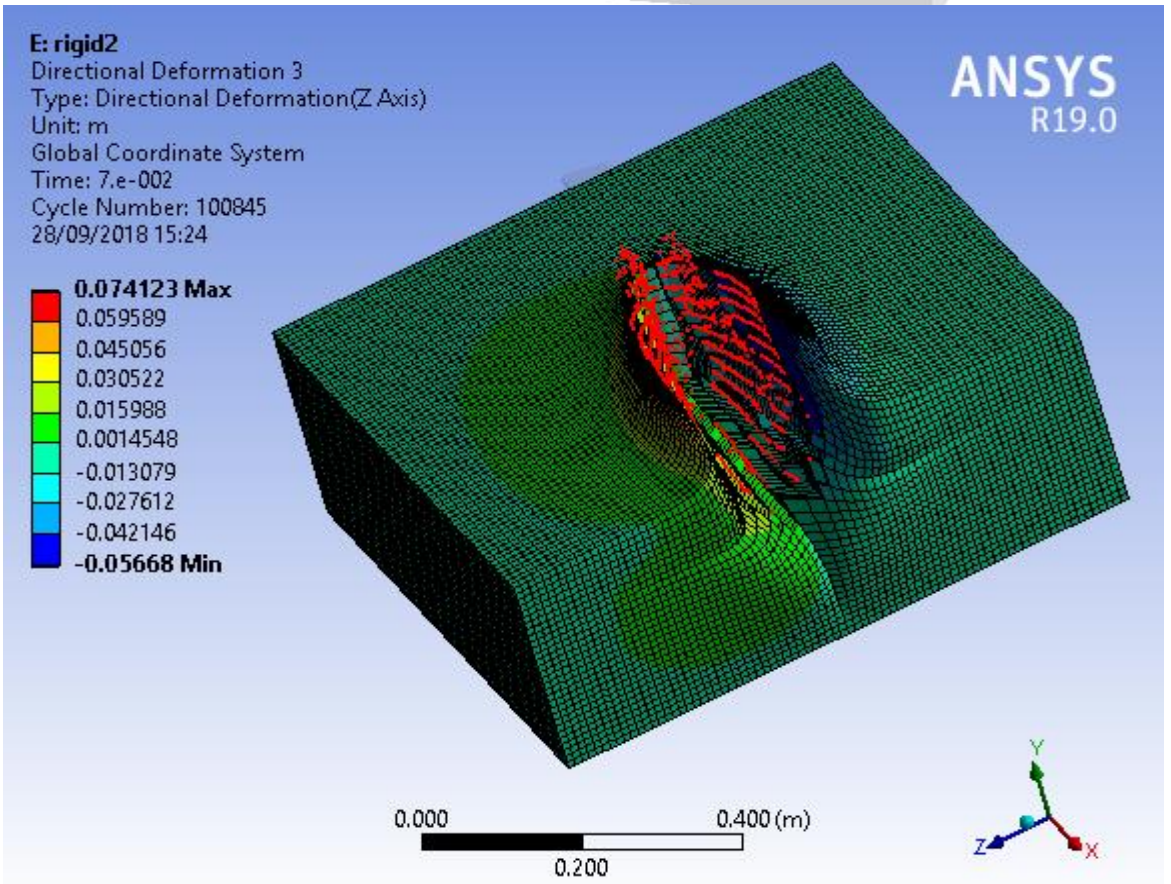 E: rigid2
Directional Deformation 3
Type: Directional Deformation(Z Axis)
Unit: m
Global Coordinate System
Time: 7.e-002
Cycle Number: 100845
28/09/2018 15:24
0.074123 Max
0.059589
0.045056
0.030522
0.015988
0.0014548
-0.013079
-0.027612
-0.042146
-0.05668 Min
ANSYS
R19.0
0.000 0.400 (m)
0.200
Y
Z X